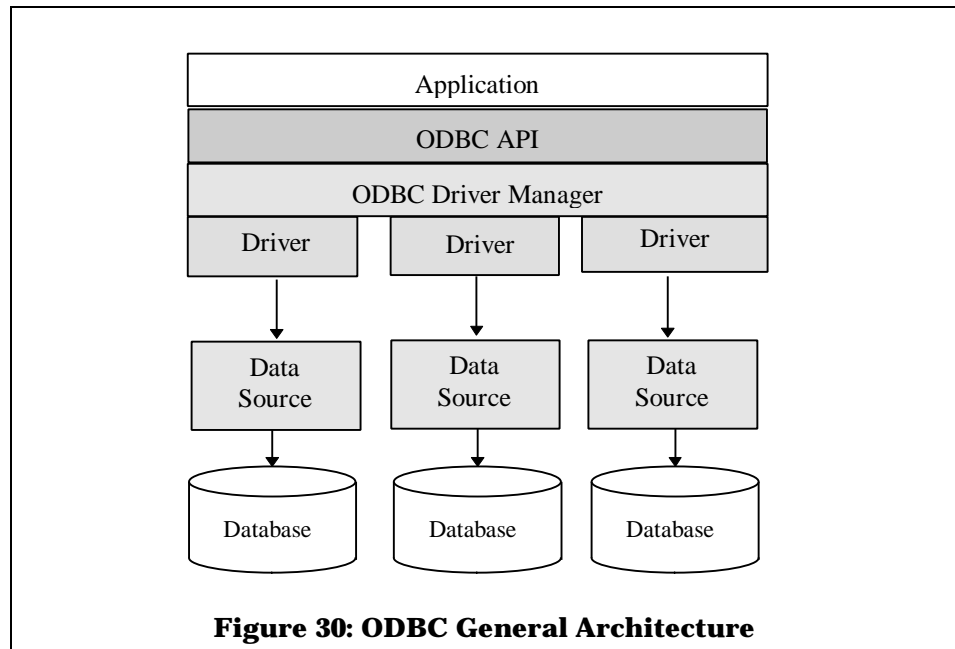 Application
ODBC API
ODBC Driver Manager
Driver
Driver
Driver
Data
Source
Data
Source
Data
Source
Database
Database
Database
Figure 30: ODBC General Architecture